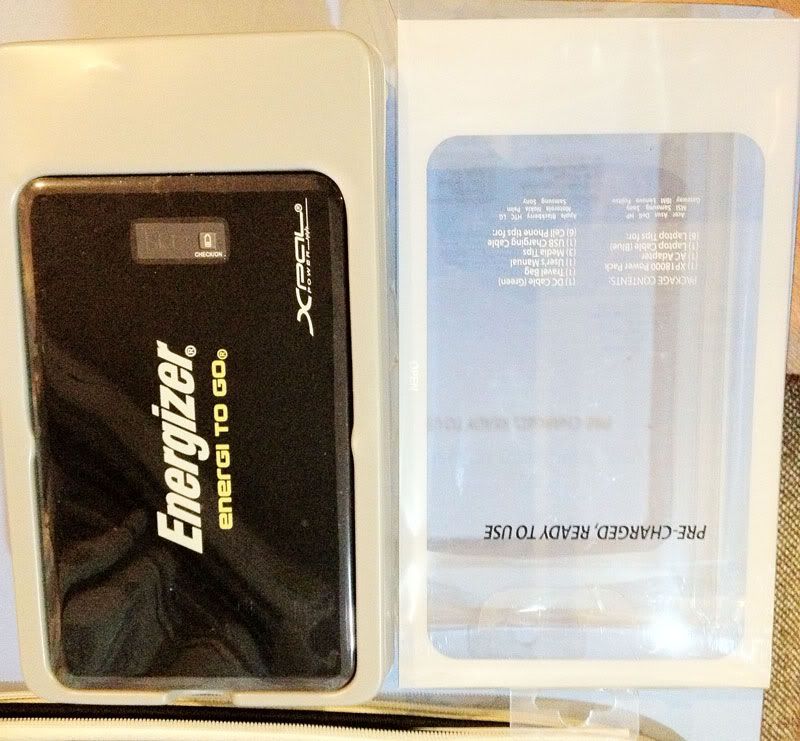 Energizer®
ENERGI TO GO®
XPAL®
POWER
CHECK/ON
PRE-CHARGED, READY TO USE
PACKAGE CONTENTS:
(1) XP18000 Power Pack
(1) AC Adapter
(1) Laptop Cable (Blue)
(6) Laptop Tips for:
Acer Asus Dell HP
MSI Samsung Sony
Gateway IBM Lenovo Fujitsu
(1) DC Cable (Green)
(1) Travel Bag
(1) User's Manual
(3) Media Tips
(1) USB Charging Cable
(6) Cell Phone tips for:
Apple Blackberry HTC LG
Motorola Nokia Palm
Samsung Sony
OPEN